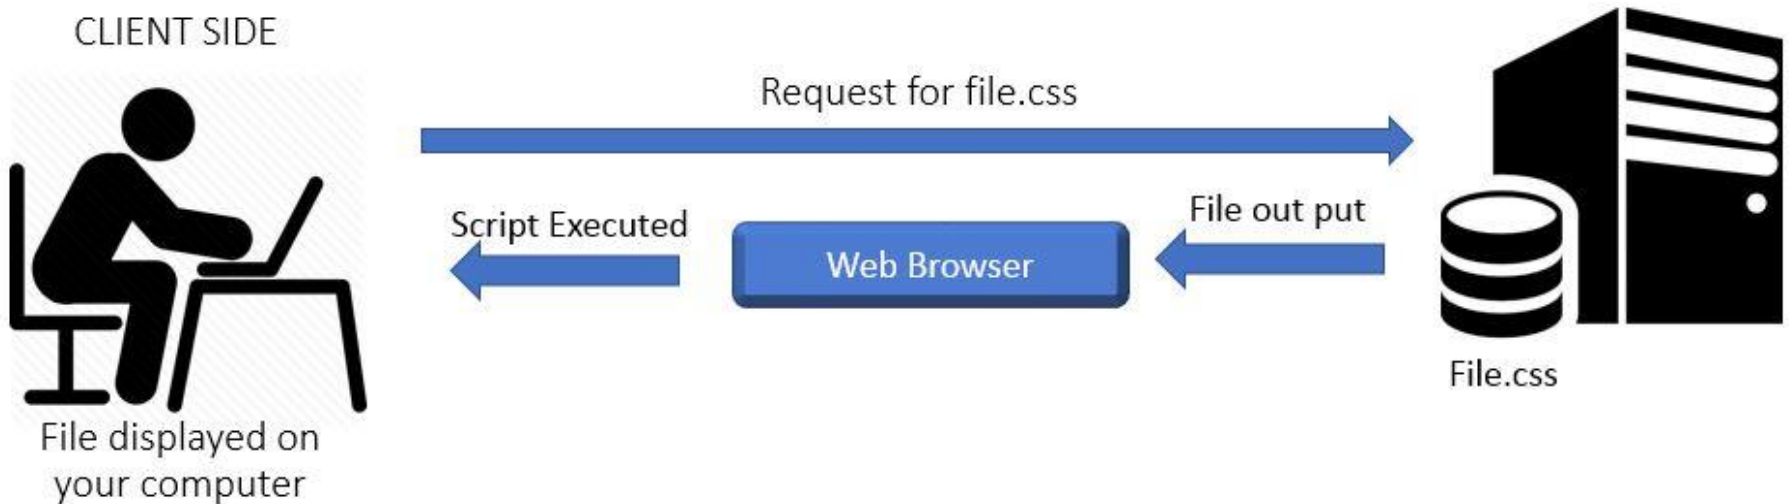 CLIENT SIDE
Request for file.css
Script Executed
Web Browser
File out put
File.css
File displayed on
your computer